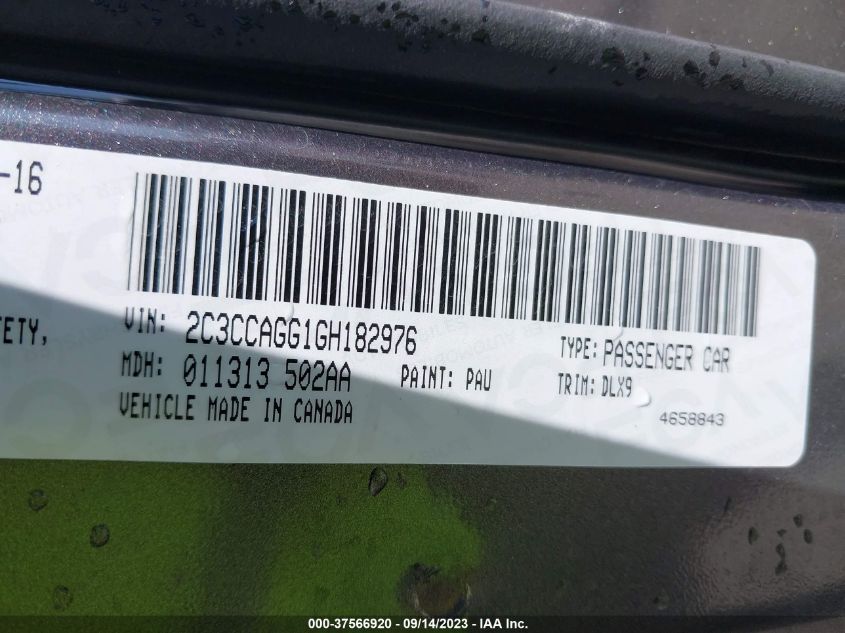 -16
ETY,
VIN: 2C3CCAGG1GH182976
TYPE: PASSENGER CAR
MDH: 011313 502AA
PAINT: PAU
TRIM: DLX9
VEHICLE MADE IN CANADA
4658843
000-37566920 - 09/14/2023 - IAA Inc.